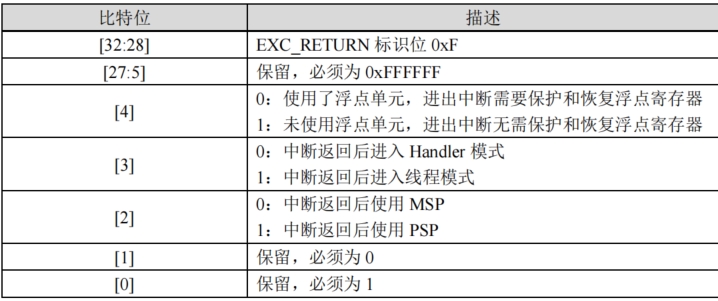 比特位 描述
[32:28] EXC_RETURN 标识位 0xF
[27:5] 保留，必须为 0xFFFFFF
[4] 0：使用了浮点单元，进出中断需要保护和恢复浮点寄存器
1：未使用浮点单元，进出中断无需保护和恢复浮点寄存器
[3] 0：中断返回后进入 Handler 模式
1：中断返回后进入线程模式
[2] 0：中断返回后使用 MSP
1：中断返回后使用 PSP
[1] 保留，必须为 0
[0] 保留，必须为 1